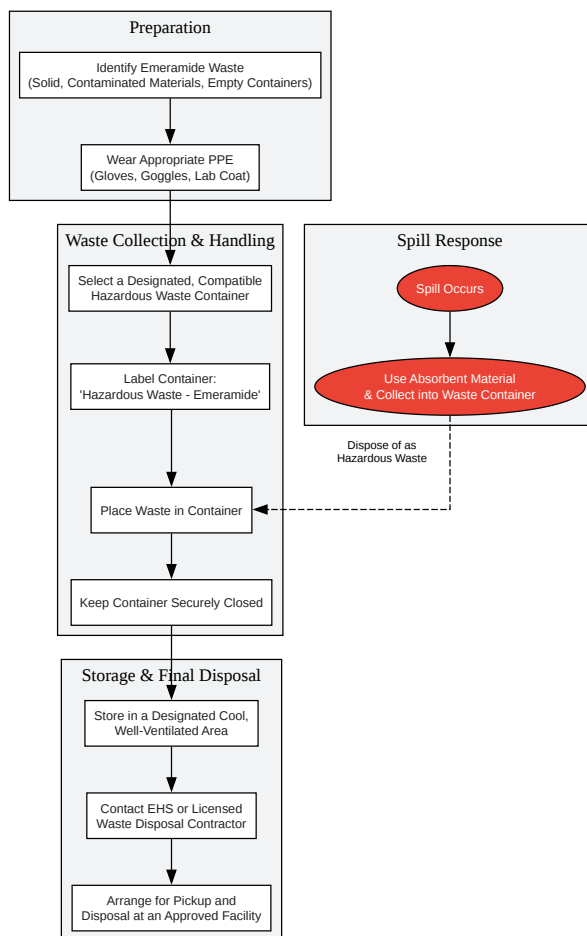 Preparation
Identify Emeramide Waste
(Solid, Contaminated Materials, Empty Containers)
Wear Appropriate PPE
(Gloves, Goggles, Lab Coat)
Waste Collection & Handling
Select a Designated, Compatible
Hazardous Waste Container
Label Container:
'Hazardous Waste - Emeramide'
Place Waste in Container
Keep Container Securely Closed
Spill Response
Spill Occurs
Use Absorbent Material
& Collect into Waste Container
Dispose of as
Hazardous Waste
Storage & Final Disposal
Store in a Designated Cool,
Well-Ventilated Area
Contact EHS or Licensed
Waste Disposal Contractor
Arrange for Pickup and
Disposal at an Approved Facility